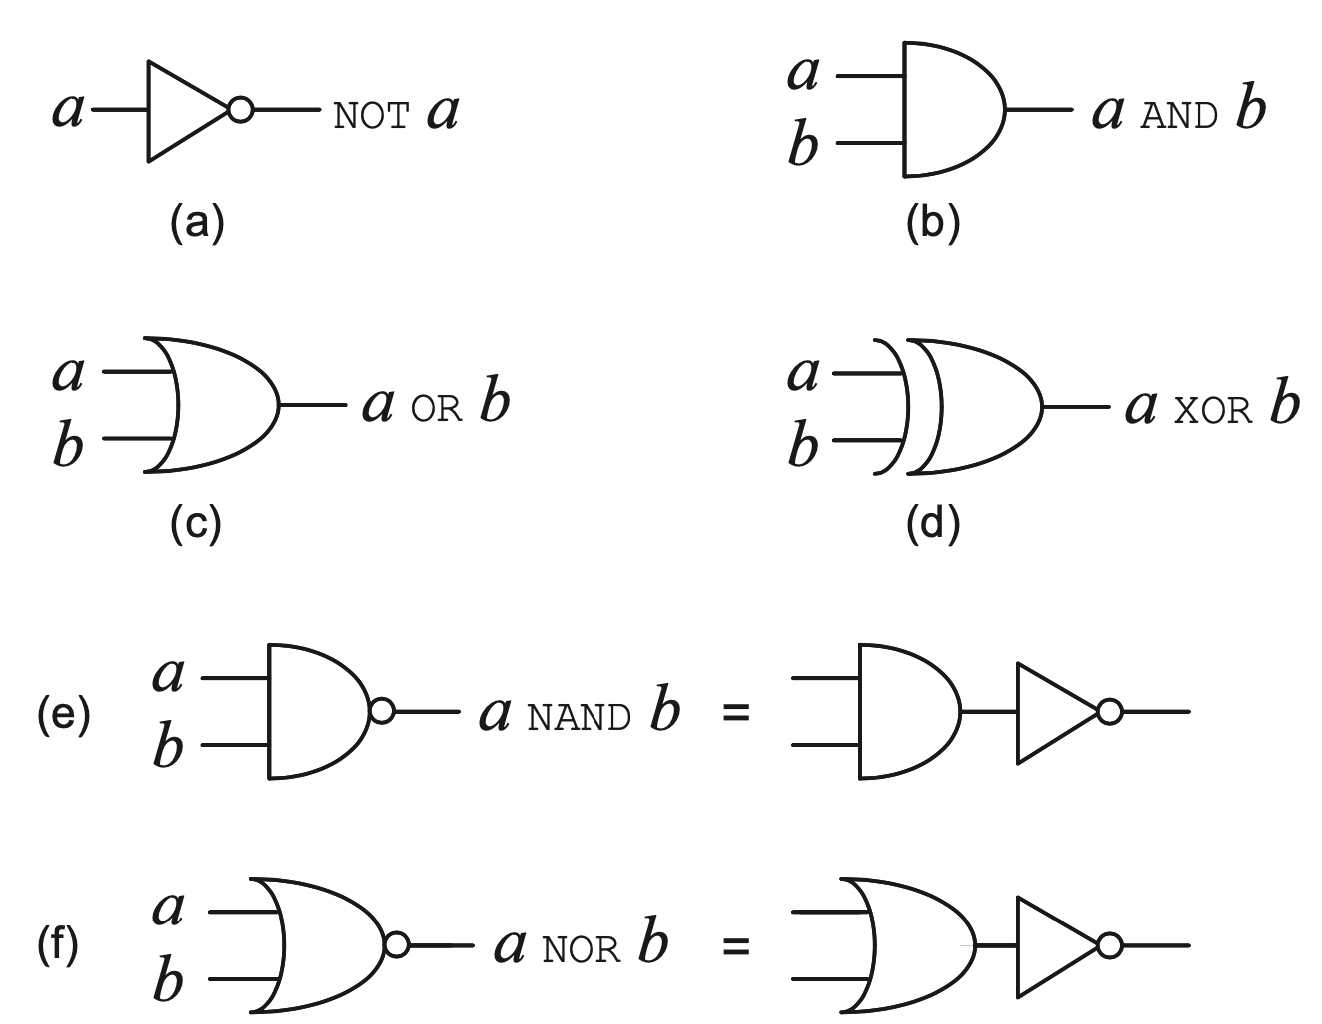 a NOT a
(a)
a
b
a AND b
(b)
a
b
a OR b
(c)
a
b
a XOR b
(d)
(e)
a
b
a NAND b =
(f)
a
b
a NOR b =